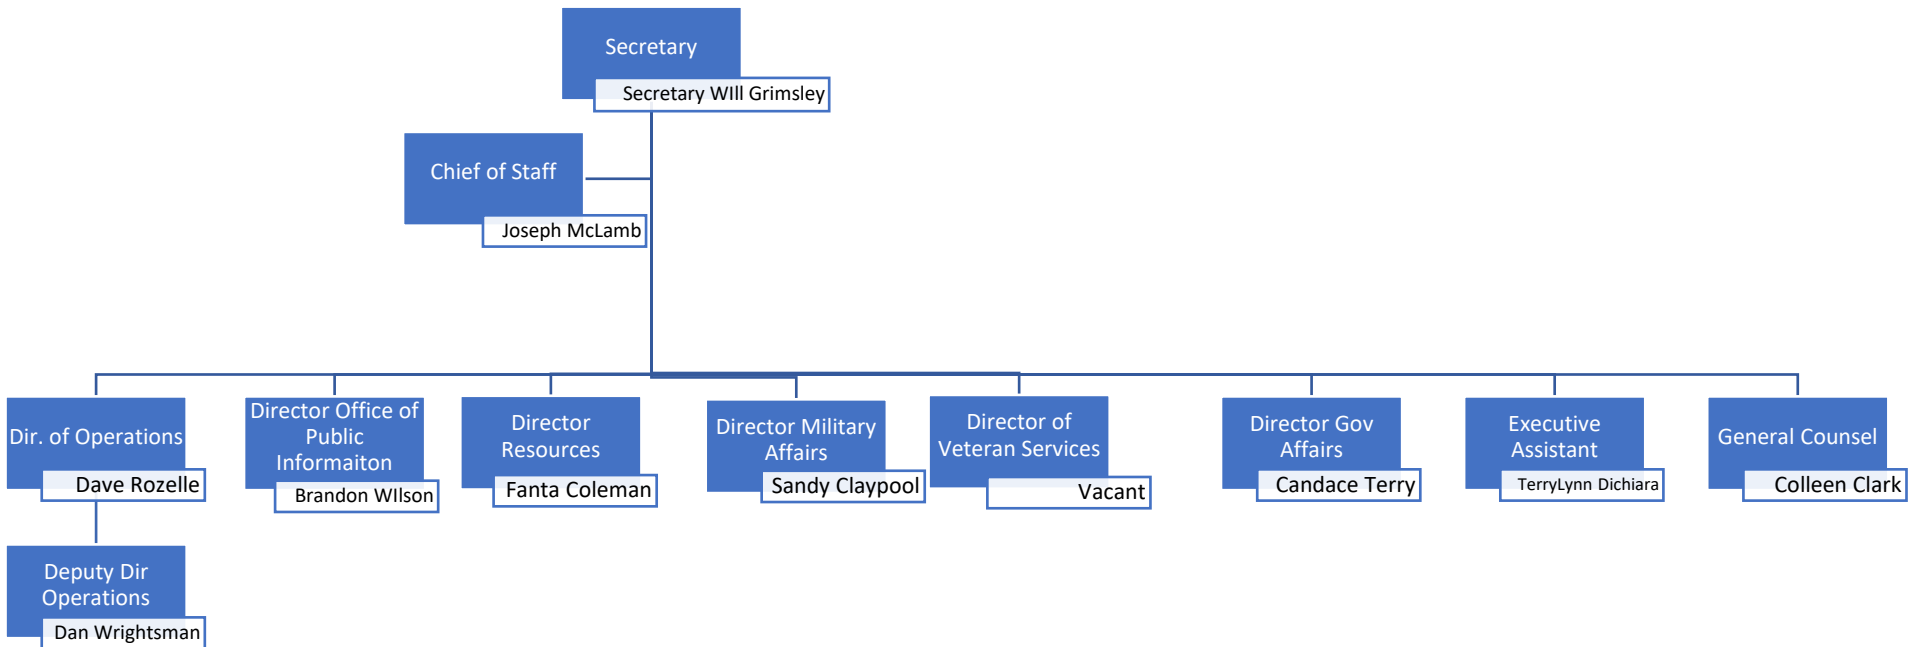 Secretary
Secretary WIll Grimsley
Chief of Staff
Joseph McLamb
Dir. of Operations
Dave Rozelle
Director Office of
Public
Informaiton
Brandon WIlson
Director
Resources
Fanta Coleman
Director Military
Affairs
Sandy Claypool
Director of
Veteran Services
Vacant
Director Gov
Affairs
Candace Terry
Executive
Assistant
TerryLynn Dichiara
General Counsel
Colleen Clark
Deputy Dir
Operations
Dan Wrightsman